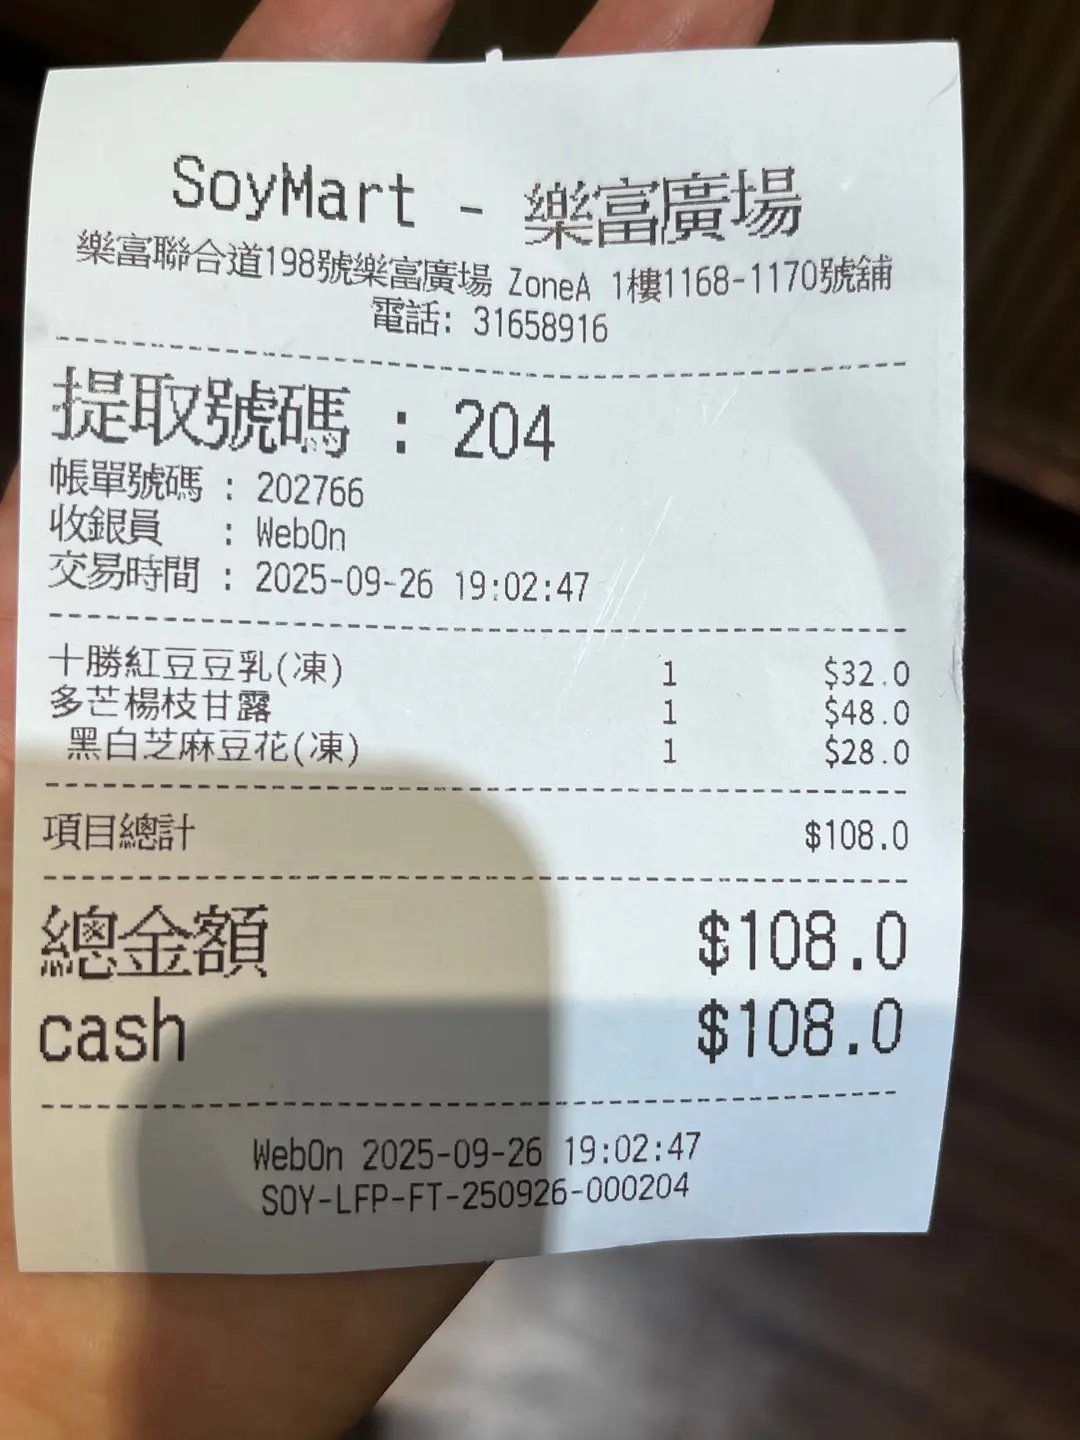 SoyMart - 樂富廣場
樂富聯合道198號樂富廣場 ZoneA 1樓1168-1170號舖
電話: 31658916
提取號碼 : 204
帳單號碼 : 202766
收銀員 : WebOn
交易時間 : 2025-09-26 19:02:47
十勝紅豆豆乳(凍) 1 $32.0
多芒楊枝甘露 1 $48.0
黑白芝麻豆花(凍) 1 $28.0
項目總計 $108.0
總金額 $108.0
cash $108.0
WebOn 2025-09-26 19:02:47
SOY-LFP-FT-250926-000204